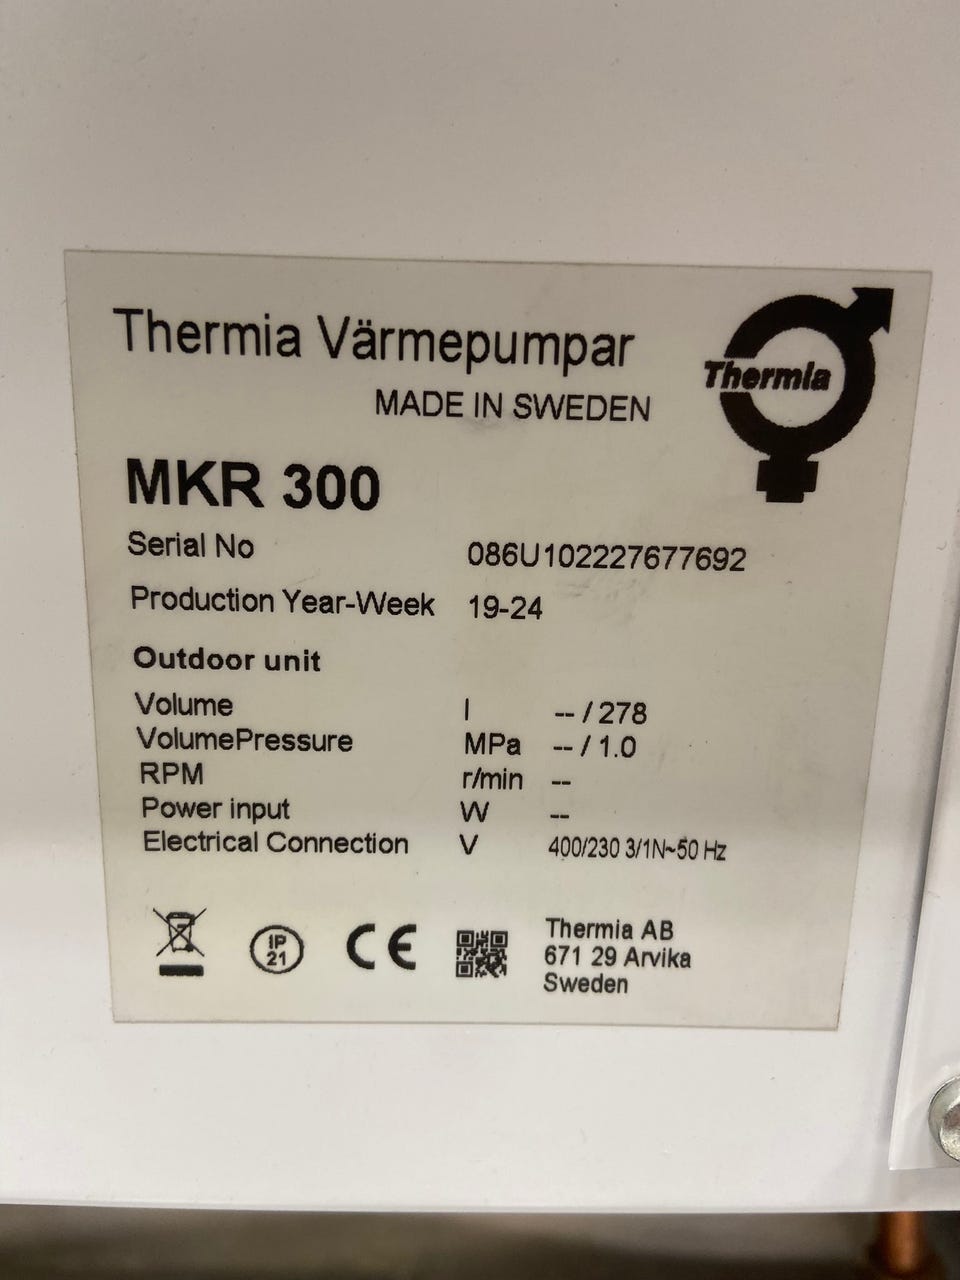 Thermia Värmepumpar
MADE IN SWEDEN
Thermia
MKR 300
Serial No 086U102227677692
Production Year-Week 19-24
Outdoor unit
Volume l -- / 278
VolumePressure MPa -- / 1.0
RPM r/min --
Power input W --
Electrical Connection V 400/230 3/1N~50 Hz
IP
21
CE
Thermia AB
671 29 Arvika
Sweden